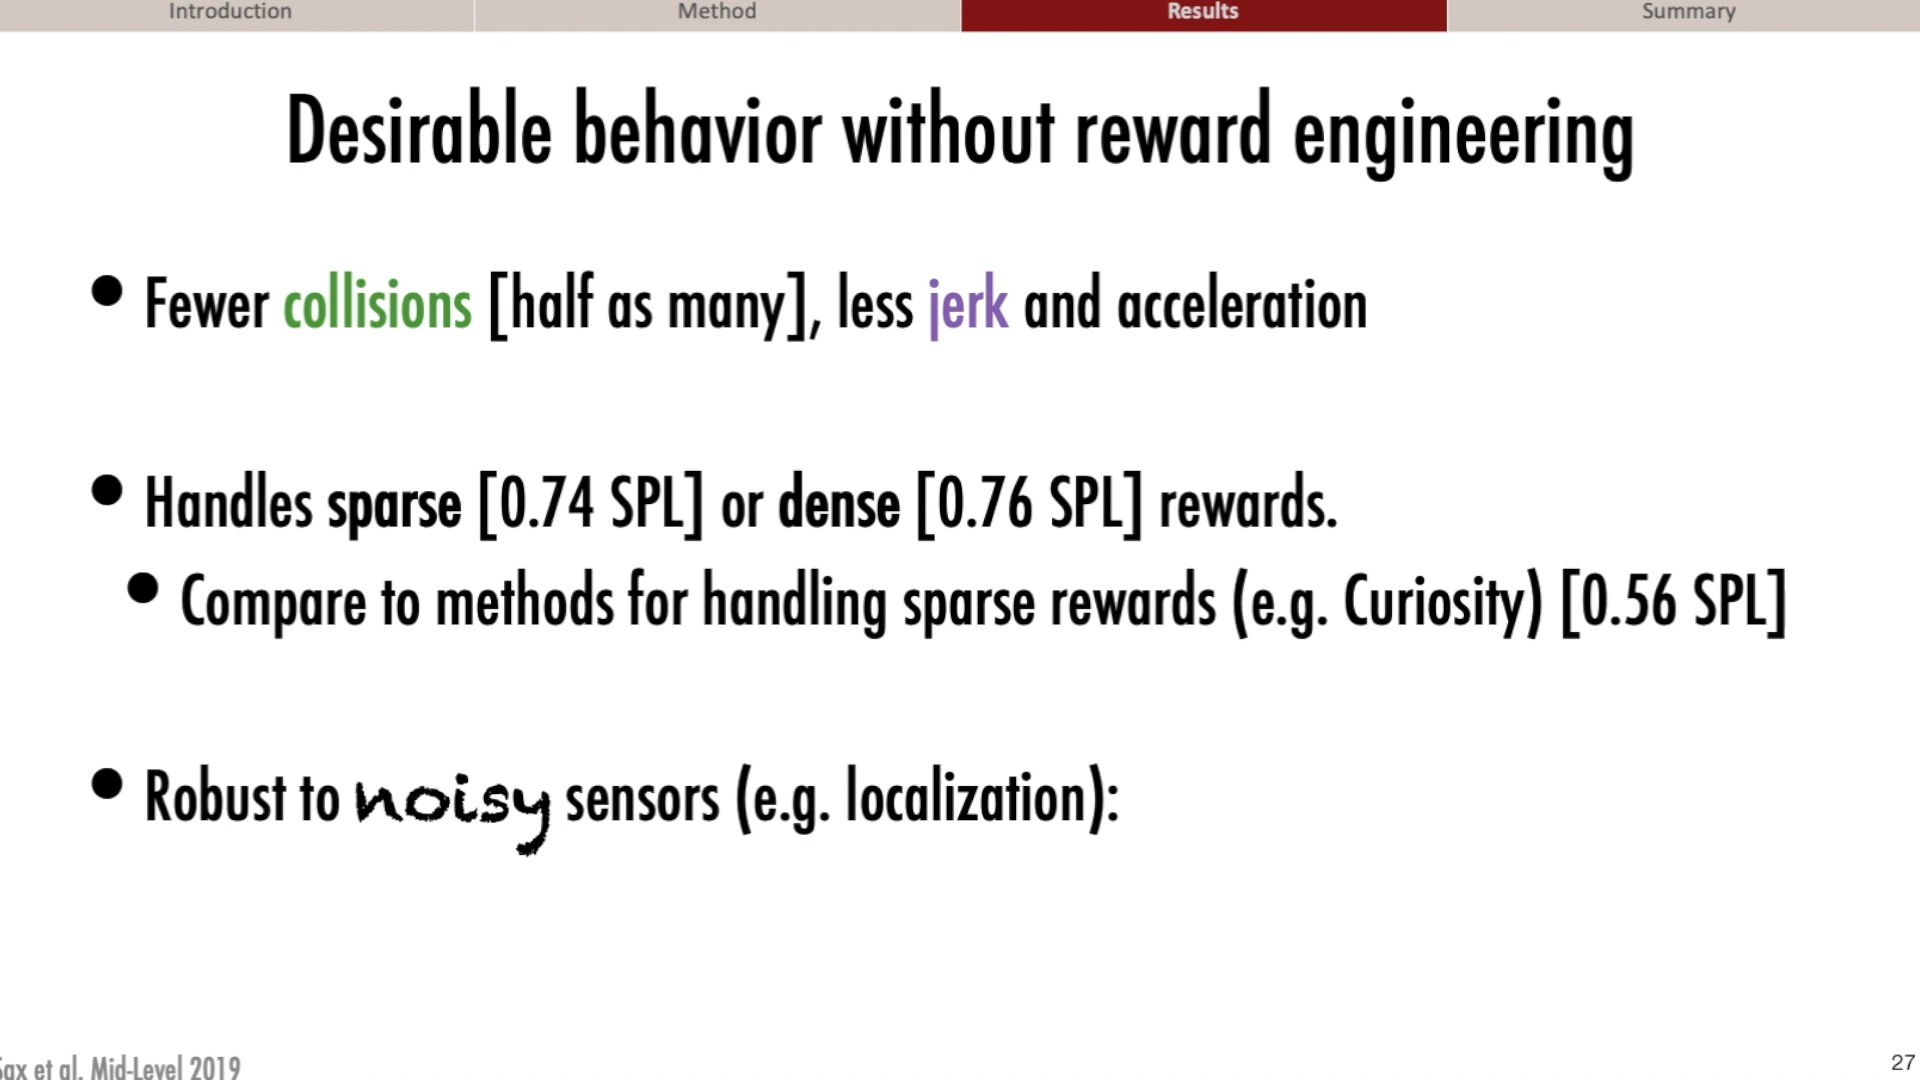 Introduction
Method
Results
Summary
Desirable behavior without reward engineering
• Fewer collisions [half as many], less jerk and acceleration
• Handles sparse [0.74 SPL] or dense [0.76 SPL] rewards.
• Compare to methods for handling sparse rewards (e.g. Curiosity) [0.56 SPL]
• Robust to noisy sensors (e.g. localization):
Sax et al. Mid-Level 2019
27